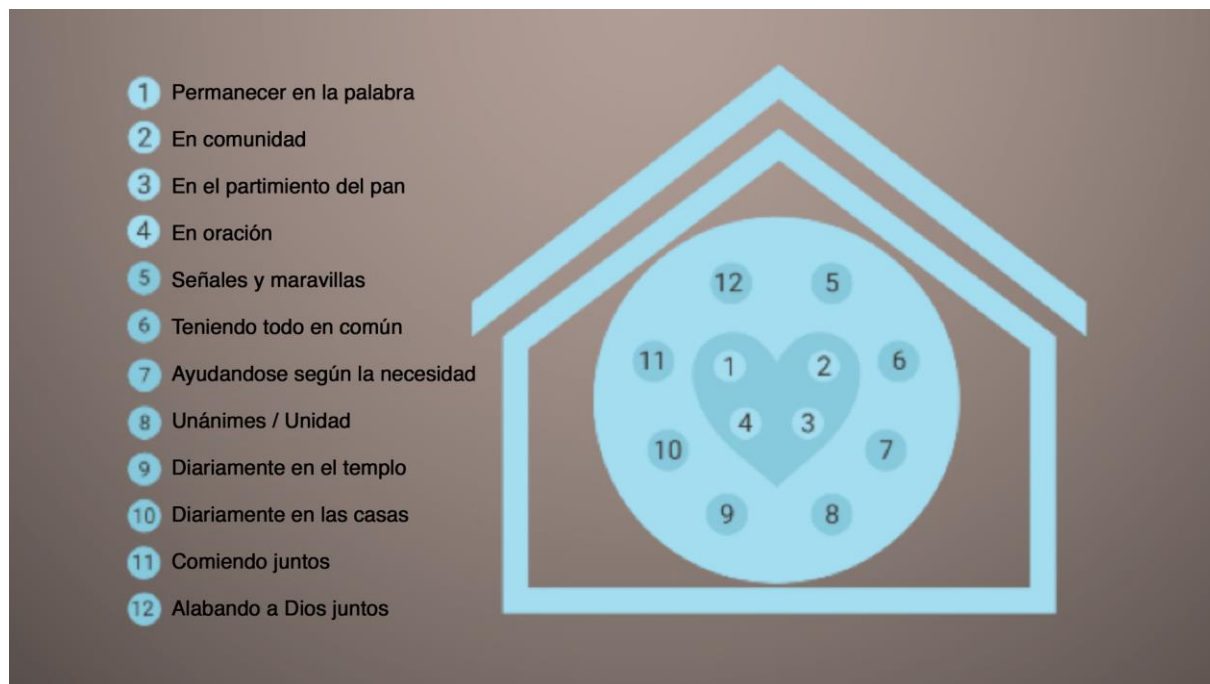 1 Permanecer en la palabra
2 En comunidad
3 En el partimiento del pan
4 En oración
5 Señales y maravillas
6 Teniendo todo en común
7 Ayudandose según la necesidad
8 Unánimes / Unidad
9 Diariamente en el templo
10 Diariamente en las casas
11 Comiendo juntos
12 Alabando a Dios juntos
12 5
11 1 2 6
4 3
10 7
9 8